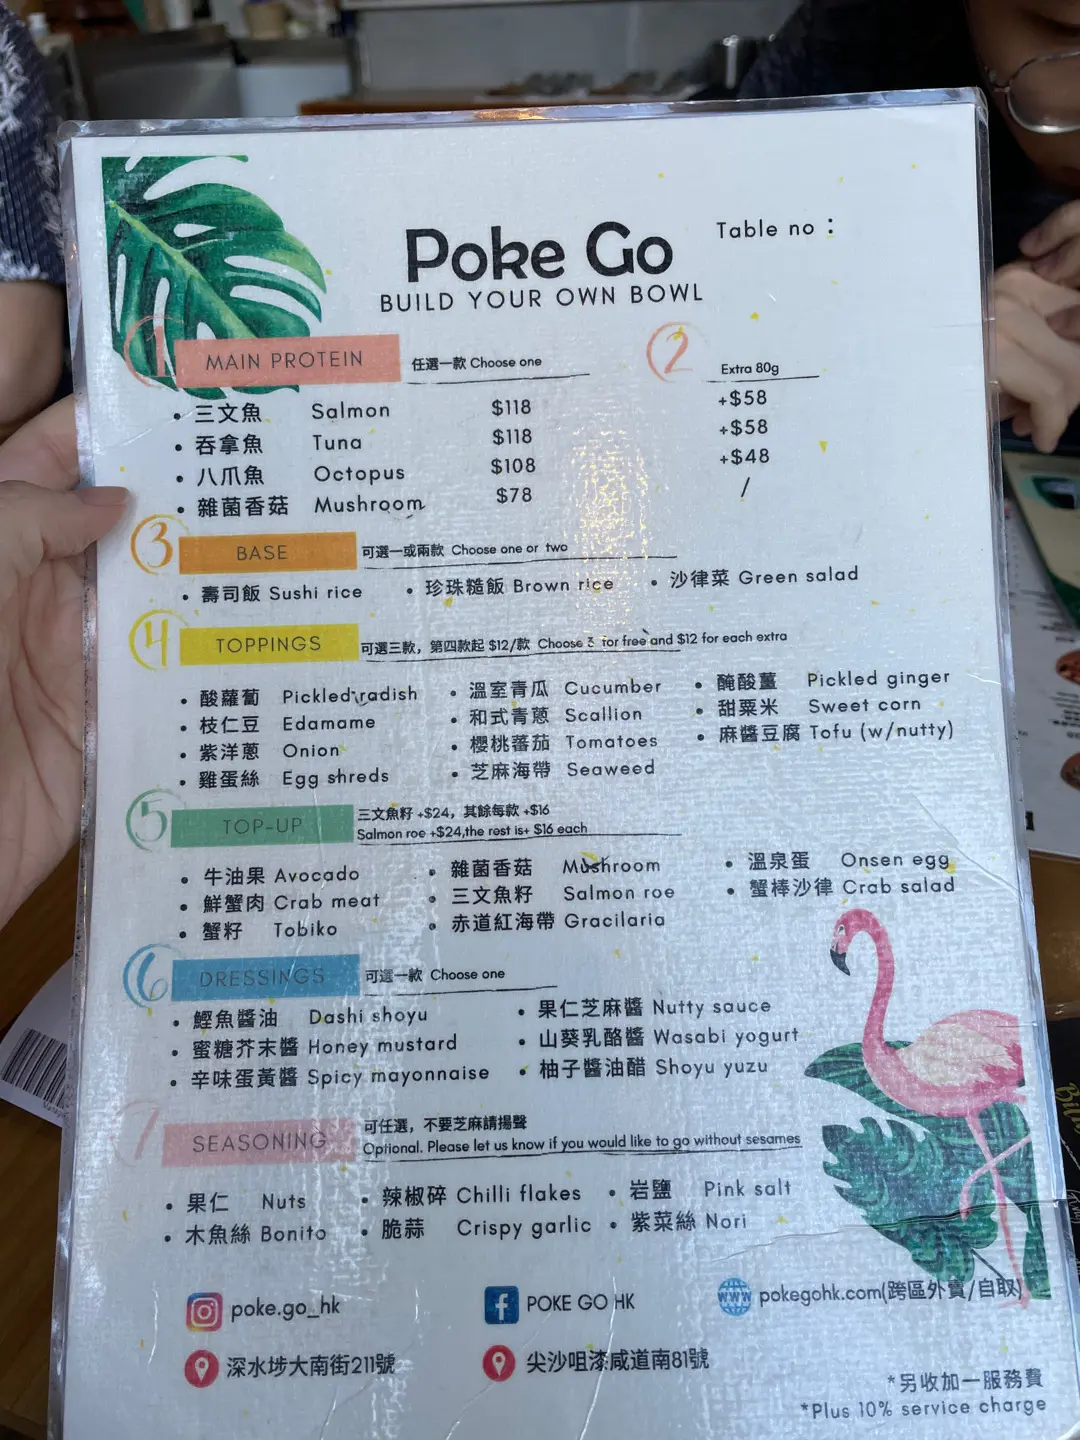 Poke Go
Table no：
BUILD YOUR OWN BOWL
1 MAIN PROTEIN 任選一款 Choose one
2 Extra 80g
• 三文魚 Salmon $118 +$58
• 吞拿魚 Tuna $118 +$58
• 八爪魚 Octopus $108 +$48
• 雜菌香菇 Mushroom $78 /
3 BASE 可選一或兩款 Choose one or two
• 壽司飯 Sushi rice • 珍珠糙飯 Brown rice • 沙律菜 Green salad
4 TOPPINGS 可選三款，第四款起 $12/款 Choose 3 for free and $12 for each extra
• 酸蘿蔔 Pickled radish • 溫室青瓜 Cucumber • 醃酸薑 Pickled ginger
• 枝仁豆 Edamame • 和式青蔥 Scallion • 甜粟米 Sweet corn
• 紫洋蔥 Onion • 櫻桃蕃茄 Tomatoes • 麻醬豆腐 Tofu (w/nutty)
• 雞蛋絲 Egg shreds • 芝麻海帶 Seaweed
5 TOP-UP 三文魚籽 +$24，其餘每款 +$16
Salmon roe +$24,the rest is+ $16 each
• 牛油果 Avocado • 雜菌香菇 Mushroom • 溫泉蛋 Onsen egg
• 鮮蟹肉 Crab meat • 三文魚籽 Salmon roe • 蟹棒沙律 Crab salad
• 蟹籽 Tobiko • 赤道紅海帶 Gracilaria
6 DRESSINGS 可選一款 Choose one
• 鰹魚醬油 Dashi shoyu • 果仁芝麻醬 Nutty sauce
• 蜜糖芥末醬 Honey mustard • 山葵乳酪醬 Wasabi yogurt
• 辛味蛋黃醬 Spicy mayonnaise • 柚子醬油醋 Shoyu yuzu
7 SEASONING 可任選，不要芝麻請揚聲
Optional. Please let us know if you would like to go without sesames
• 果仁 Nuts • 辣椒碎 Chilli flakes • 岩鹽 Pink salt
• 木魚絲 Bonito • 脆蒜 Crispy garlic • 紫菜絲 Nori
poke.go_hk POKE GO HK pokegohk.com(跨區外賣/自取)
深水埗大南街211號 尖沙咀漆咸道南81號
*另收加一服務費
*Plus 10% service charge